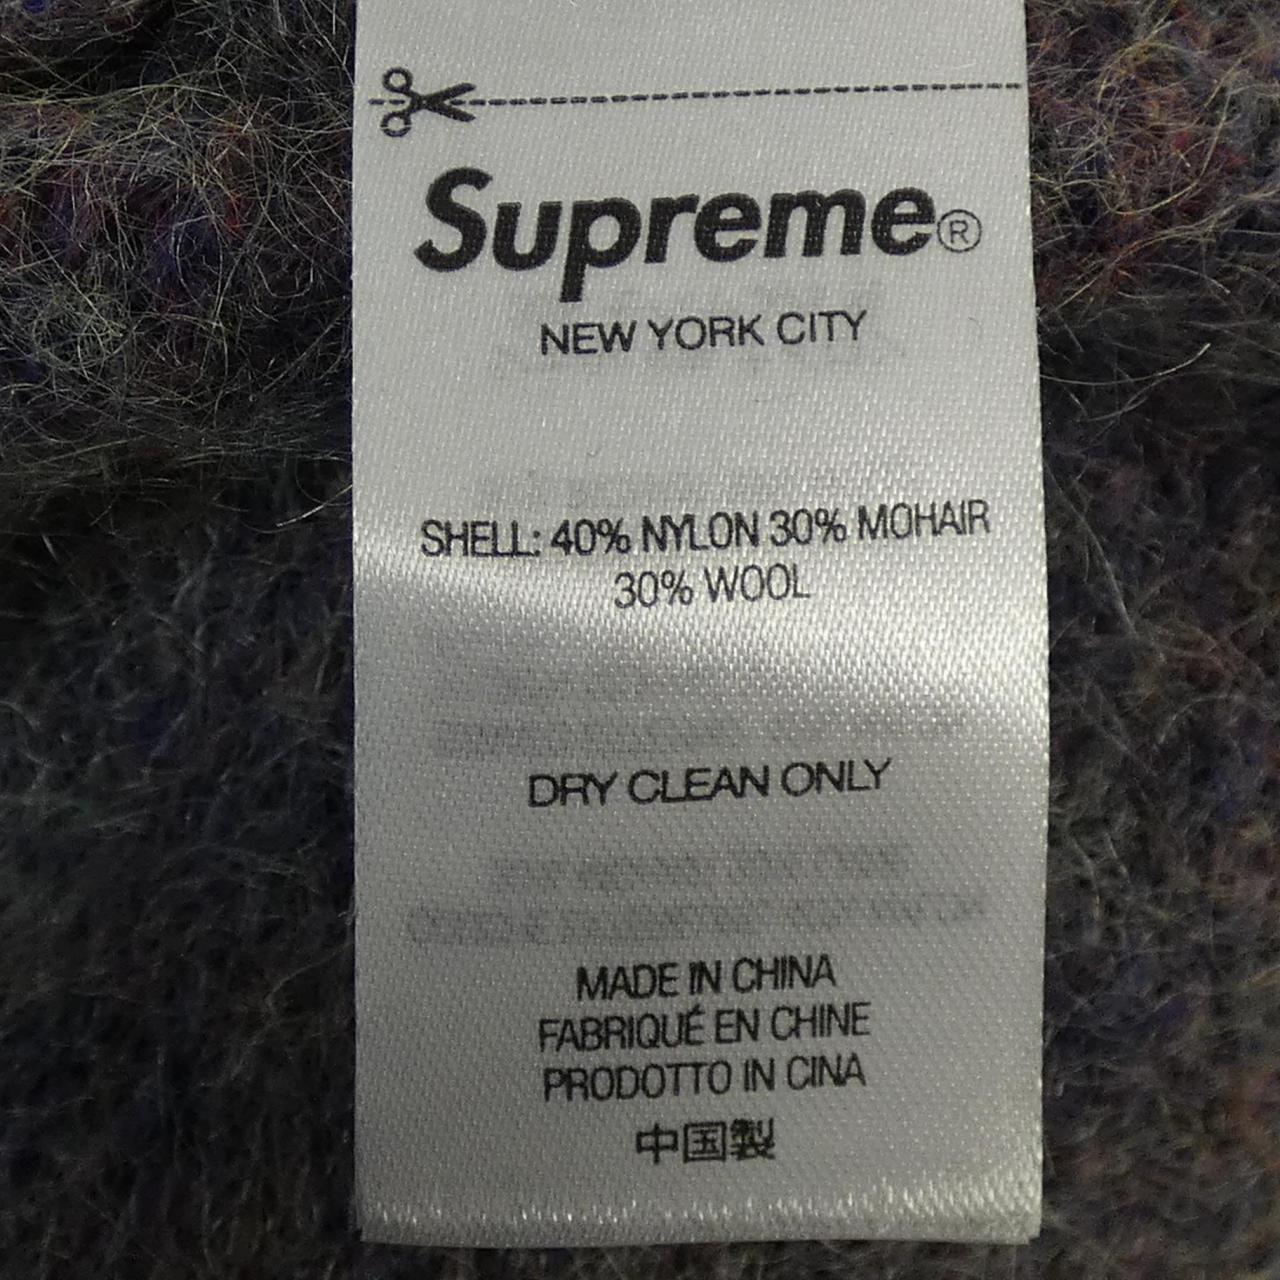 Supreme®
NEW YORK CITY
SHELL: 40% NYLON 30% MOHAIR
30% WOOL
DRY CLEAN ONLY
MADE IN CHINA
FABRIQUÉ EN CHINE
PRODOTTO IN CINA
中国製